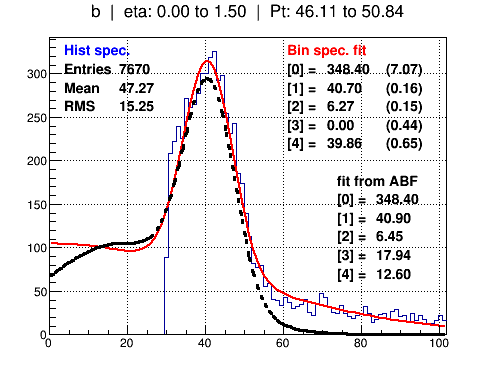 b | eta: 0.00 to 1.50 | Pt: 46.11 to 50.84
Hist spec.
Entries 7670
Mean 47.27
RMS 15.25
Bin spec. fit
[0] = 348.40 (7.07)
[1] = 40.70 (0.16)
[2] = 6.27 (0.15)
[3] = 0.00 (0.44)
[4] = 39.86 (0.65)
fit from ABF
[0] = 348.40
[1] = 40.90
[2] = 6.45
[3] = 17.94
[4] = 12.60
300
250
200
150
100
50
0
0 20 40 60 80 100